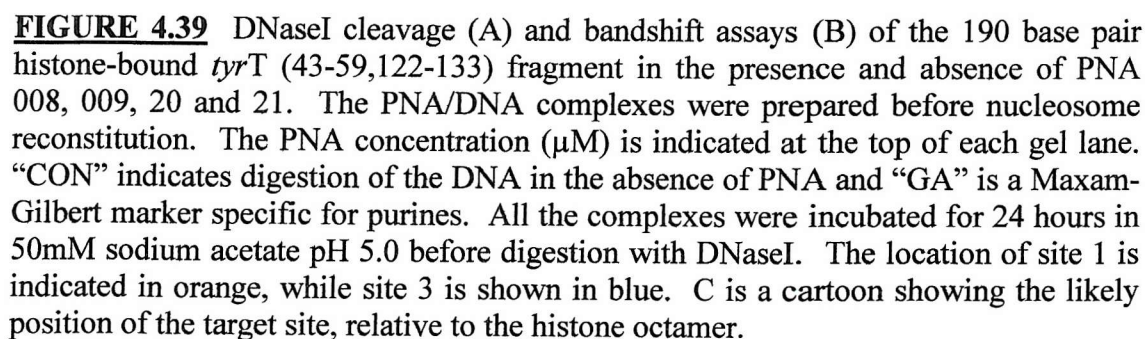 FIGURE 4.39 DNaseI cleavage (A) and bandshift assays (B) of the 190 base pair
histone-bound tyrT (43-59,122-133) fragment in the presence and absence of PNA
008, 009, 20 and 21. The PNA/DNA complexes were prepared before nucleosome
reconstitution. The PNA concentration (μM) is indicated at the top of each gel lane.
“CON” indicates digestion of the DNA in the absence of PNA and “GA” is a Maxam-
Gilbert marker specific for purines. All the complexes were incubated for 24 hours in
50mM sodium acetate pH 5.0 before digestion with DNaseI. The location of site 1 is
indicated in orange, while site 3 is shown in blue. C is a cartoon showing the likely
position of the target site, relative to the histone octamer.